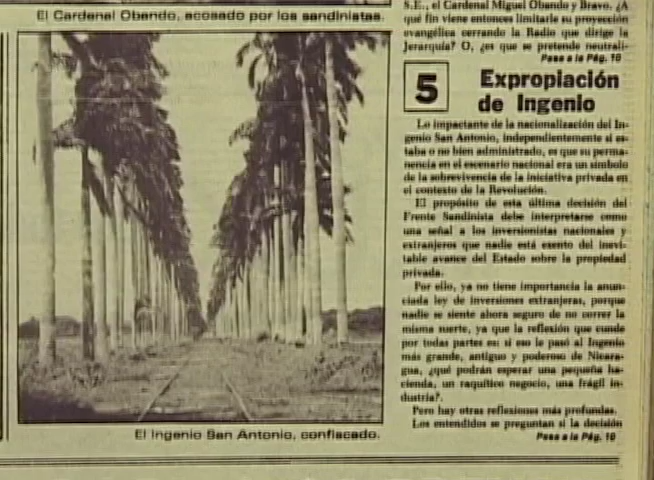 El Cardenal Obando, acosado por los sandinistas.
El Ingenio San Antonio, confiscado.
S.E., el Cardenal Miguel Obando y Bravo. ¿A
qué fin viene entonces limitarle su proyección
evangélica cerrando la Radio que dirige la
Jerarquía? O, ¿es que se pretende neutrali-
Pasa a la Pág. 10
5
Expropiación
de Ingenio
Lo impactante de la nacionalización del In-
genio San Antonio, independientemente si es-
taba o no bien administrado, es que su perma-
nencia en el escenario nacional era un símbolo
de la sobrevivencia de la iniciativa privada en
el contexto de la Revolución.
El propósito de esta última decisión del
Frente Sandinista debe interpretarse como
una señal a los inversionistas nacionales y
extranjeros que nadie está exento del inevi-
table avance del Estado sobre la propiedad
privada.
Por ello, ya no tiene importancia la anun-
ciada ley de inversiones extranjeras, porque
nadie se siente ahora seguro de no correr la
misma suerte, ya que la reflexión que cunde
por todas partes es: si eso le pasó al Ingenio
más grande, antiguo y poderoso de Nicara-
gua, ¿qué podrán esperar una pequeña ha-
cienda, un raquítico negocio, una frágil in-
dustria?.
Pero hay otras reflexiones más profundas.
Los entendidos se preguntan si la decisión
Pasa a la Pág. 10